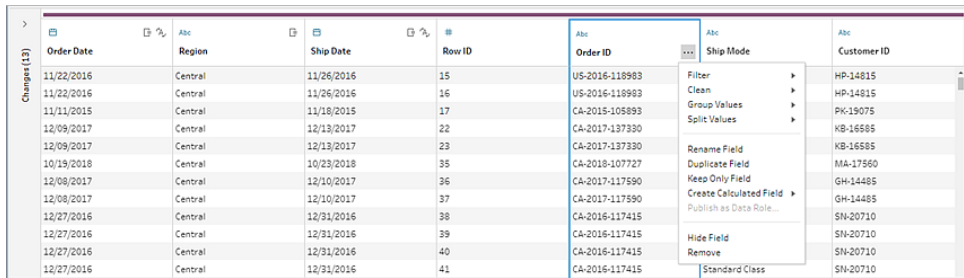 Changes (13)
Abc Abc Abc Abc
Order Date Region Ship Date # Row ID Order ID ... Ship Mode Customer ID
11/22/2016 Central 11/26/2016 15 US-2016-118983 Filter HP-14815
11/22/2016 Central 11/26/2016 16 US-2016-118983 Clean HP-14815
11/11/2015 Central 11/18/2015 17 CA-2015-105893 Group Values PK-19075
12/09/2017 Central 12/13/2017 22 CA-2017-137330 Split Values KB-16585
12/09/2017 Central 12/13/2017 23 CA-2017-137330 Rename Field KB-16585
10/19/2018 Central 10/23/2018 35 CA-2018-107727 Duplicate Field MA-17560
12/08/2017 Central 12/10/2017 36 CA-2017-117590 Keep Only Field GH-14485
12/08/2017 Central 12/10/2017 37 CA-2017-117590 Create Calculated Field GH-14485
12/27/2016 Central 12/31/2016 38 CA-2016-117415 Publish as Data Role... SN-20710
12/27/2016 Central 12/31/2016 39 CA-2016-117415 Hide Field SN-20710
12/27/2016 Central 12/31/2016 40 CA-2016-117415 Remove SN-20710
12/27/2016 Central 12/31/2016 41 CA-2016-117415 Standard Class SN-20710